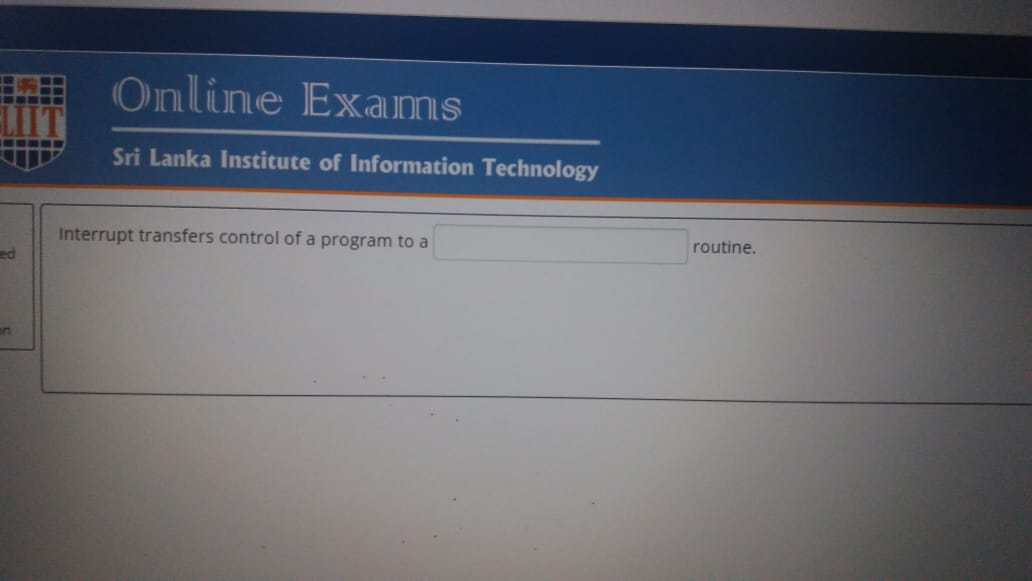 LIIT
Online Exams
Sri Lanka Institute of Information Technology
ed
Interrupt transfers control of a program to a routine.
on